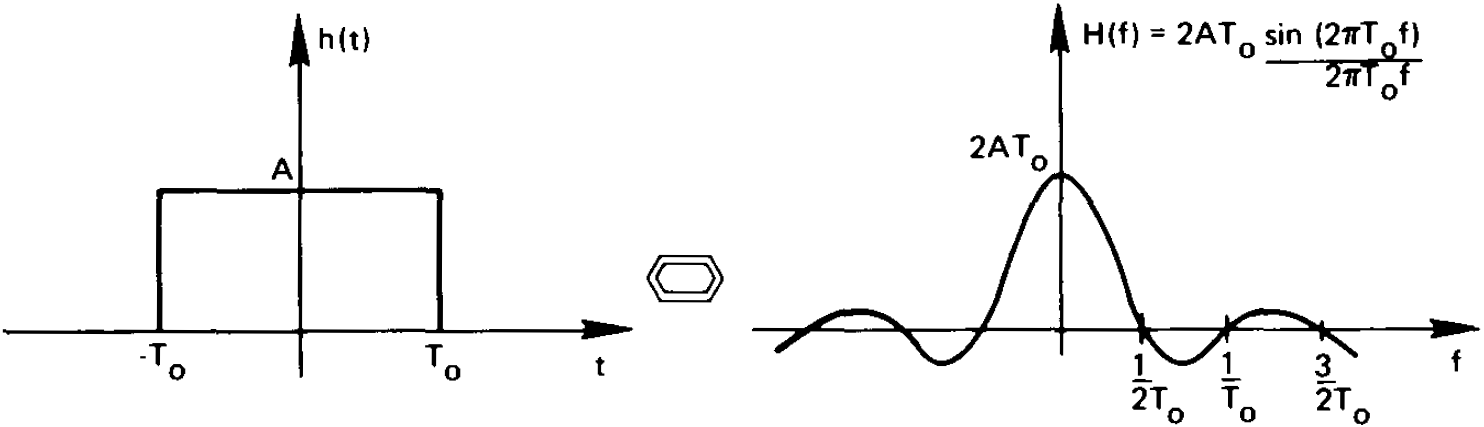 h(t)
A
-T₀
T₀
t
H(f) = 2AT₀ sin (2πT₀f)
2πT₀f
2AT₀
1
2T₀
1
T₀
3
2T₀
f